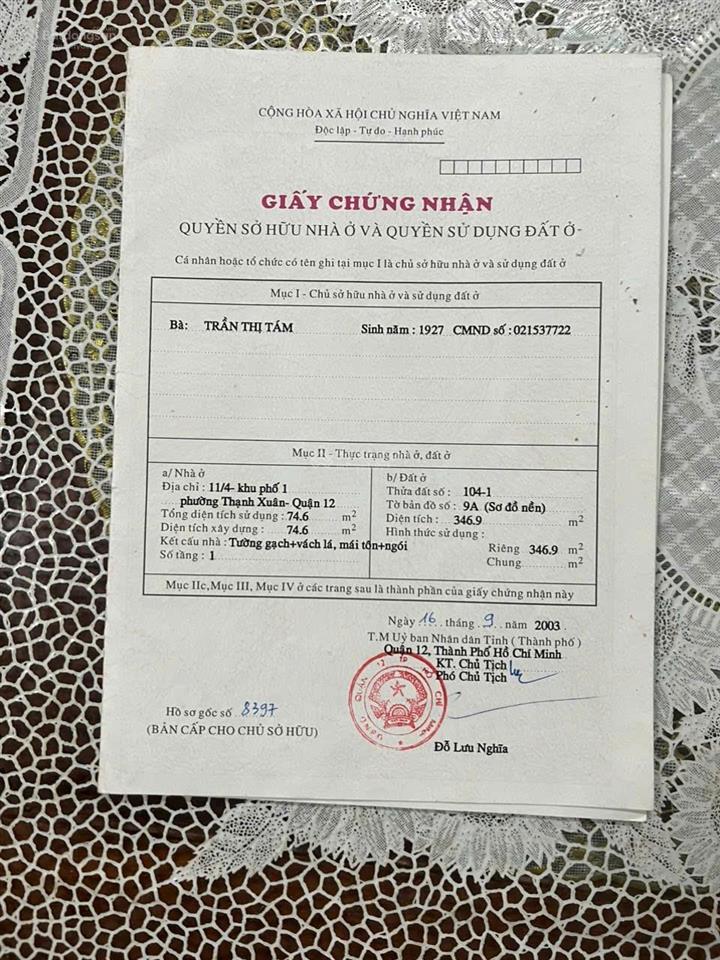 CỘNG HÒA XÃ HỘI CHỦ NGHĨA VIỆT NAM
Độc lập - Tự do - Hạnh phúc
GIẤY CHỨNG NHẬN
QUYỀN SỞ HỮU NHÀ Ở VÀ QUYỀN SỬ DỤNG ĐẤT Ở
Cá nhân hoặc tổ chức có tên ghi tại mục I là chủ sở hữu nhà ở và sử dụng đất ở
Mục I - Chủ sở hữu nhà ở và sử dụng đất ở
Bà: TRẦN THỊ TÁM Sinh năm : 1927 CMND số : 021537722
Mục II - Thực trạng nhà ở, đất ở
a/ Nhà ở
Địa chỉ : 11/4- khu phố 1
phường Thạnh Xuân- Quận 12
Tổng diện tích sử dụng : 74.6 m2
Diện tích xây dựng : 74.6 m2
Kết cấu nhà : Tường gạch+vách lá, mái tôn+ngói
Số tầng : 1
b/ Đất ở
Thửa đất số : 104-1
Tờ bản đồ số : 9A (Sơ đồ nền)
Diện tích : 346.9 m2
Hình thức sử dụng :
Riêng 346.9 m2
Chung m2
Mục IIc,Mục III, Mục IV ở các trang sau là thành phần của giấy chứng nhận này
Ngày 16 tháng 9 năm 2003
T.M Uỷ ban Nhân dân Tỉnh ( Thành phố )
Quận 12, Thành Phố Hồ Chí Minh
KT. Chủ Tịch
Phó Chủ Tịch
QUẬN 12 TP HỒ CHÍ MINH
Đỗ Lưu Nghĩa
Hồ sơ gốc số 8397
(BẢN CẤP CHO CHỦ SỞ HỮU)